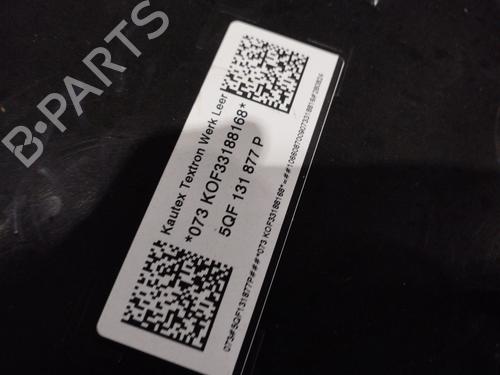 B-PARTS
Kautex Textron Werk Leer
*073 KOF33188168*
5QF 131 877 P